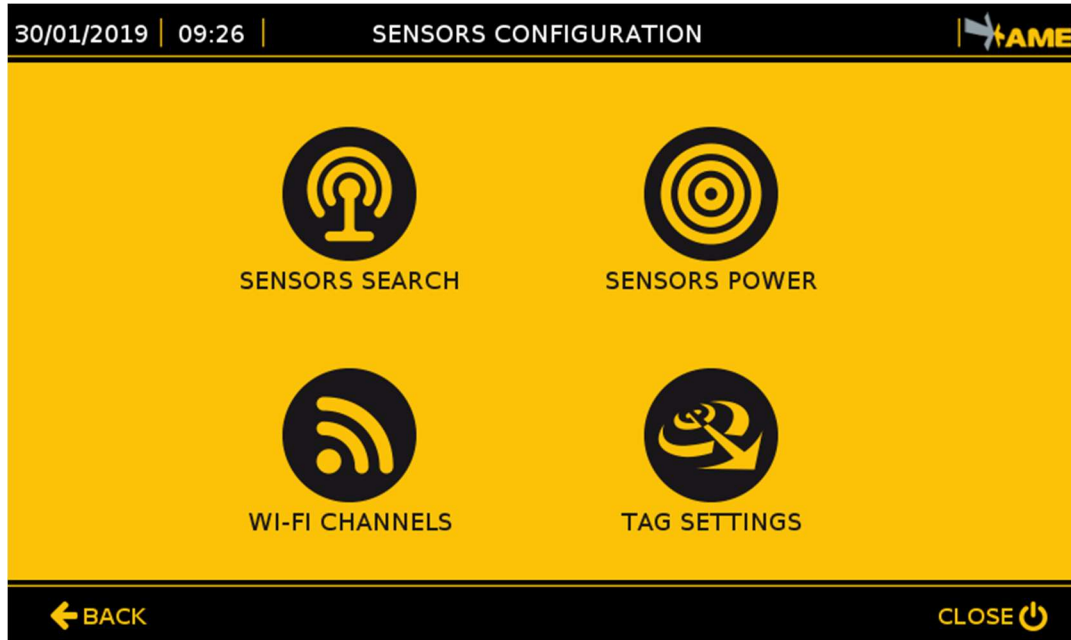 30/01/2019 09:26 SENSORS CONFIGURATION AME
SENSORS SEARCH SENSORS POWER
WI-FI CHANNELS TAG SETTINGS
BACK CLOSE